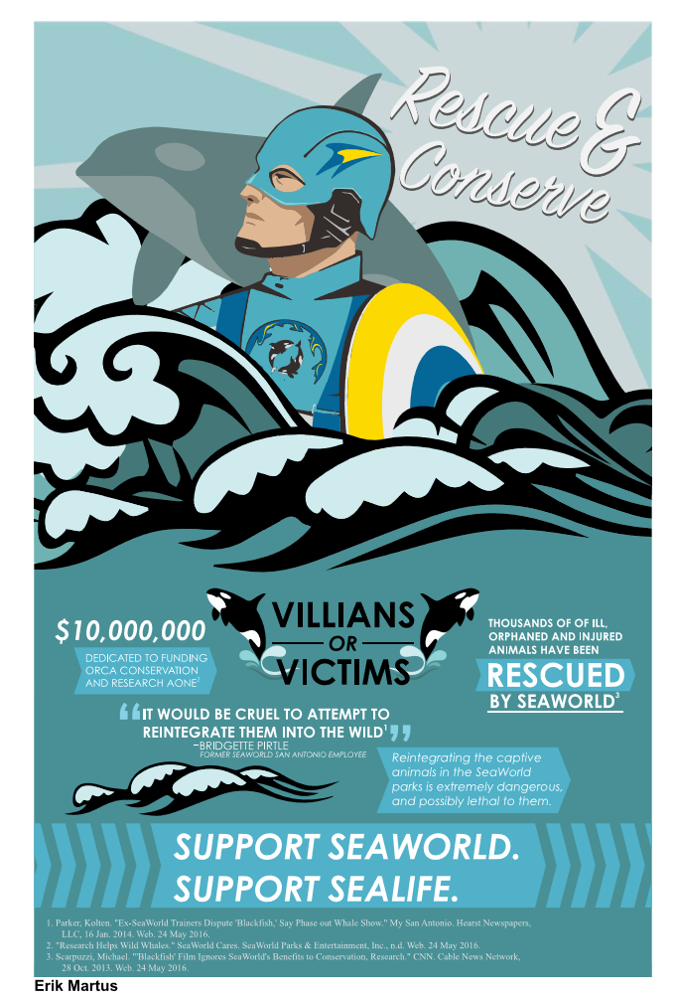 Rescue &
Conserve
$10,000,000
DEDICATED TO FUNDING
ORCA CONSERVATION
AND RESEARCH AONE²
VILLIANS
OR
VICTIMS
THOUSANDS OF OF ILL,
ORPHANED AND INJURED
ANIMALS HAVE BEEN
RESCUED
BY SEAWORLD³
“IT WOULD BE CRUEL TO ATTEMPT TO
REINTEGRATE THEM INTO THE WILD¹”
–BRIDGETTE PIRTLE
FORMER SEAWORLD SAN ANTONIO EMPLOYEE
Reintegrating the captive
animals in the SeaWorld
parks is extremely dangerous,
and possibly lethal to them.
SUPPORT SEAWORLD.
SUPPORT SEALIFE.
1. Parker, Kolten. "Ex-SeaWorld Trainers Dispute 'Blackfish,' Say Phase out Whale Show." My San Antonio. Hearst Newspapers,
LLC, 16 Jan. 2014. Web. 24 May 2016.
2. "Research Helps Wild Whales." SeaWorld Cares. SeaWorld Parks & Entertainment, Inc., n.d. Web. 24 May 2016.
3. Scarpuzzi, Michael. "'Blackfish' Film Ignores SeaWorld's Benefits to Conservation, Research." CNN. Cable News Network,
28 Oct. 2013. Web. 24 May 2016.
Erik Martus